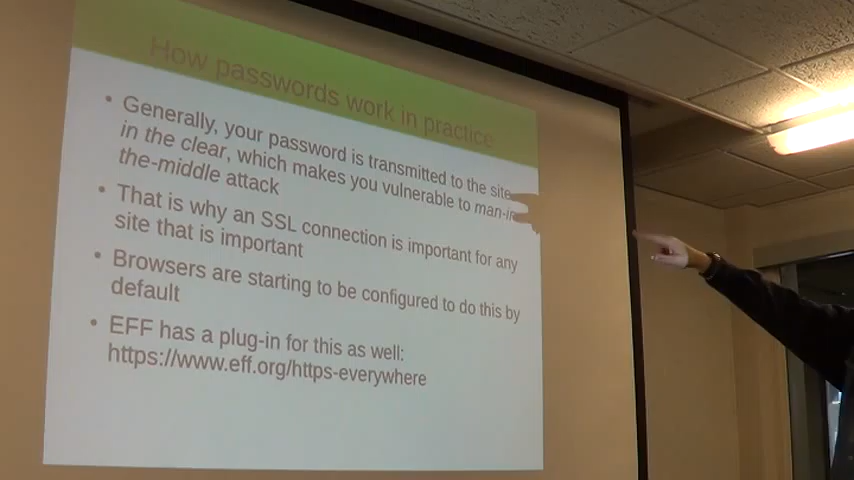 How passwords work in practice
• Generally, your password is transmitted to the site
in the clear, which makes you vulnerable to man-in
the-middle attack
• That is why an SSL connection is important for any
site that is important
• Browsers are starting to be configured to do this by
default
• EFF has a plug-in for this as well:
https://www.eff.org/https-everywhere